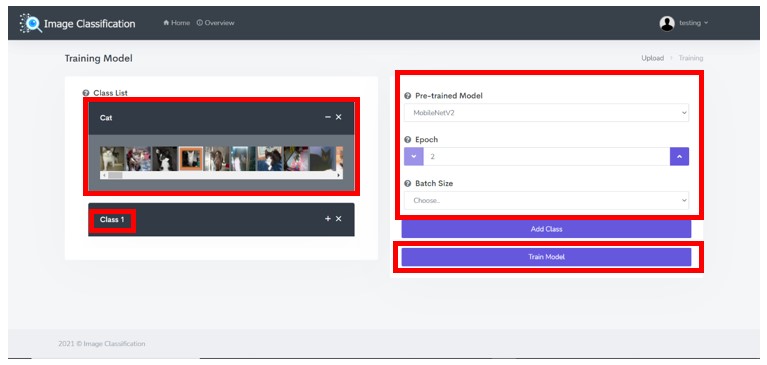 Image Classification
Home
Overview
testing
Training Model
Upload
Training
Class List
Cat
Class 1
Pre-trained Model
MobileNetV2
Epoch
2
Batch Size
Choose..
Add Class
Train Model
2021 © Image Classification